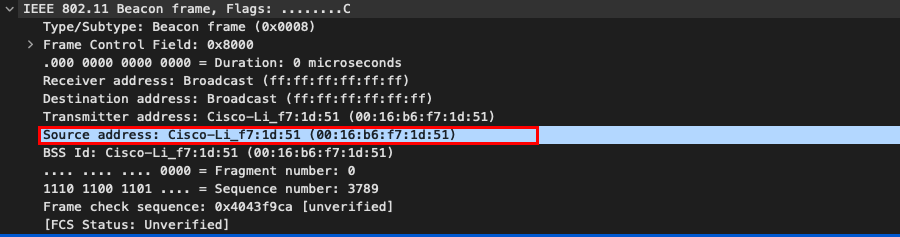 IEEE 802.11 Beacon frame, Flags: ........C
Type/Subtype: Beacon frame (0x0008)
Frame Control Field: 0x8000
.000 0000 0000 0000 = Duration: 0 microseconds
Receiver address: Broadcast (ff:ff:ff:ff:ff:ff)
Destination address: Broadcast (ff:ff:ff:ff:ff:ff)
Transmitter address: Cisco-Li_f7:1d:51 (00:16:b6:f7:1d:51)
Source address: Cisco-Li_f7:1d:51 (00:16:b6:f7:1d:51)
BSS Id: Cisco-Li_f7:1d:51 (00:16:b6:f7:1d:51)
.... .... .... 0000 = Fragment number: 0
1110 1100 1101 .... = Sequence number: 3789
Frame check sequence: 0x4043f9ca [unverified]
[FCS Status: Unverified]